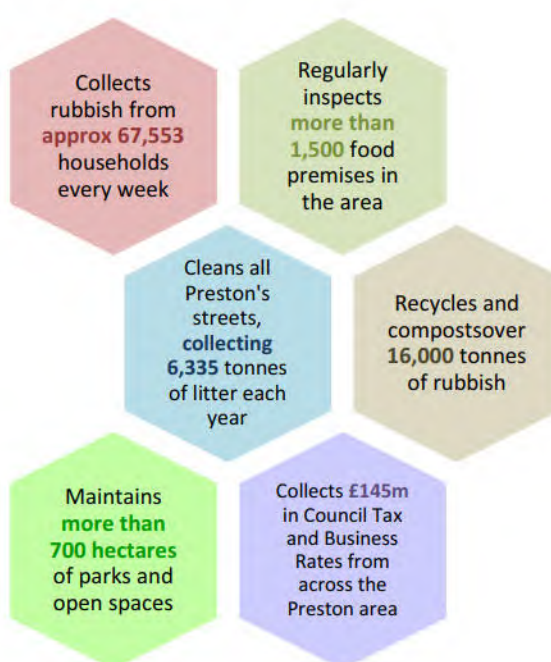 Collects
rubbish from
approx 67,553
households
every week
Regularly
inspects
more than
1,500 food
premises in
the area
Cleans all
Preston's
streets,
collecting
6,335 tonnes
of litter each
year
Recycles and
compostsover
16,000 tonnes
of rubbish
Maintains
more than
700 hectares
of parks and
open spaces
Collects £145m
in Council Tax
and Business
Rates from
across the
Preston area